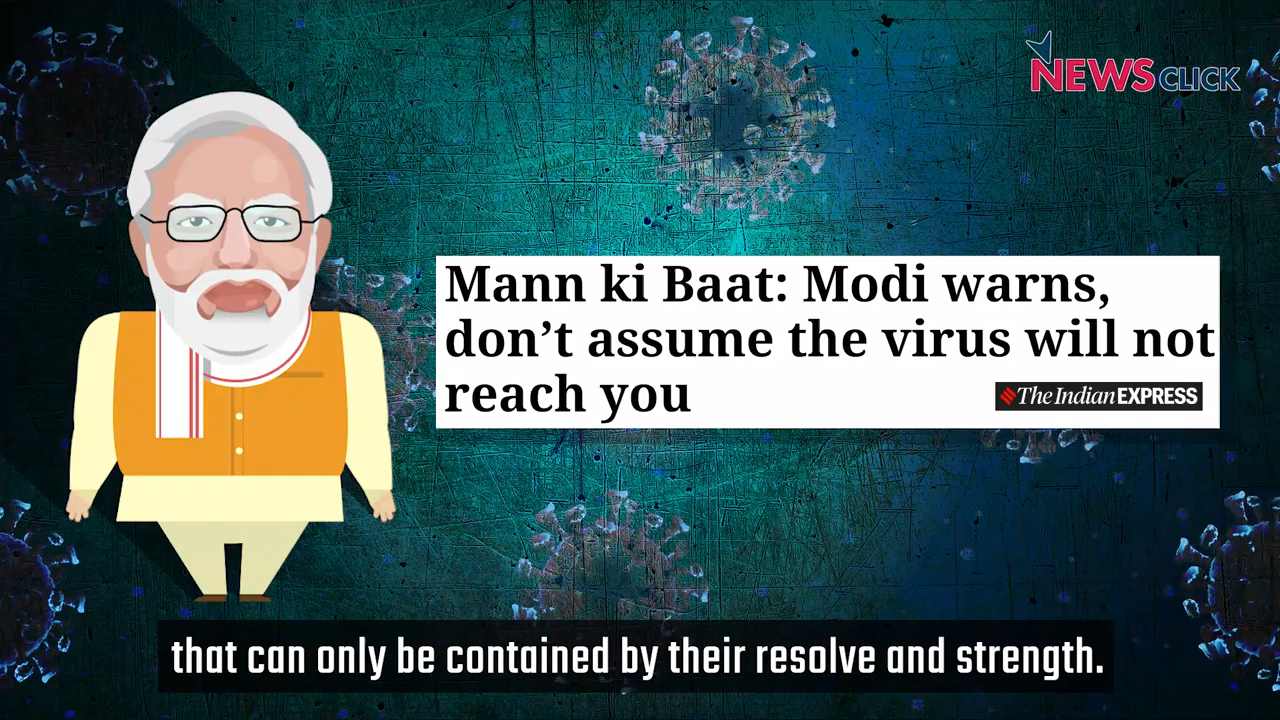 NEWSCLICK
Mann ki Baat: Modi warns,
don’t assume the virus will not
reach you
The Indian EXPRESS
that can only be contained by their resolve and strength.